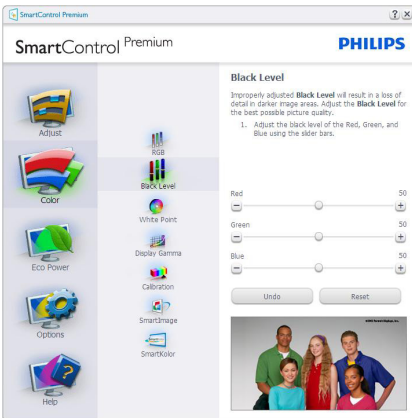 SmartControl Premium
SmartControl Premium
PHILIPS
Adjust
Color
Eco Power
Options
Help
RGB
Black Level
White Point
Display Gamma
Calibration
SmartImage
SmartKolor
Black Level
Improperly adjusted Black Level will result in a loss of
detail in darker image areas. Adjust the Black Level for
the best possible picture quality.
1. Adjust the black level of the Red, Green, and
Blue using the slider bars.
Red 50
Green 50
Blue 50
Undo Reset